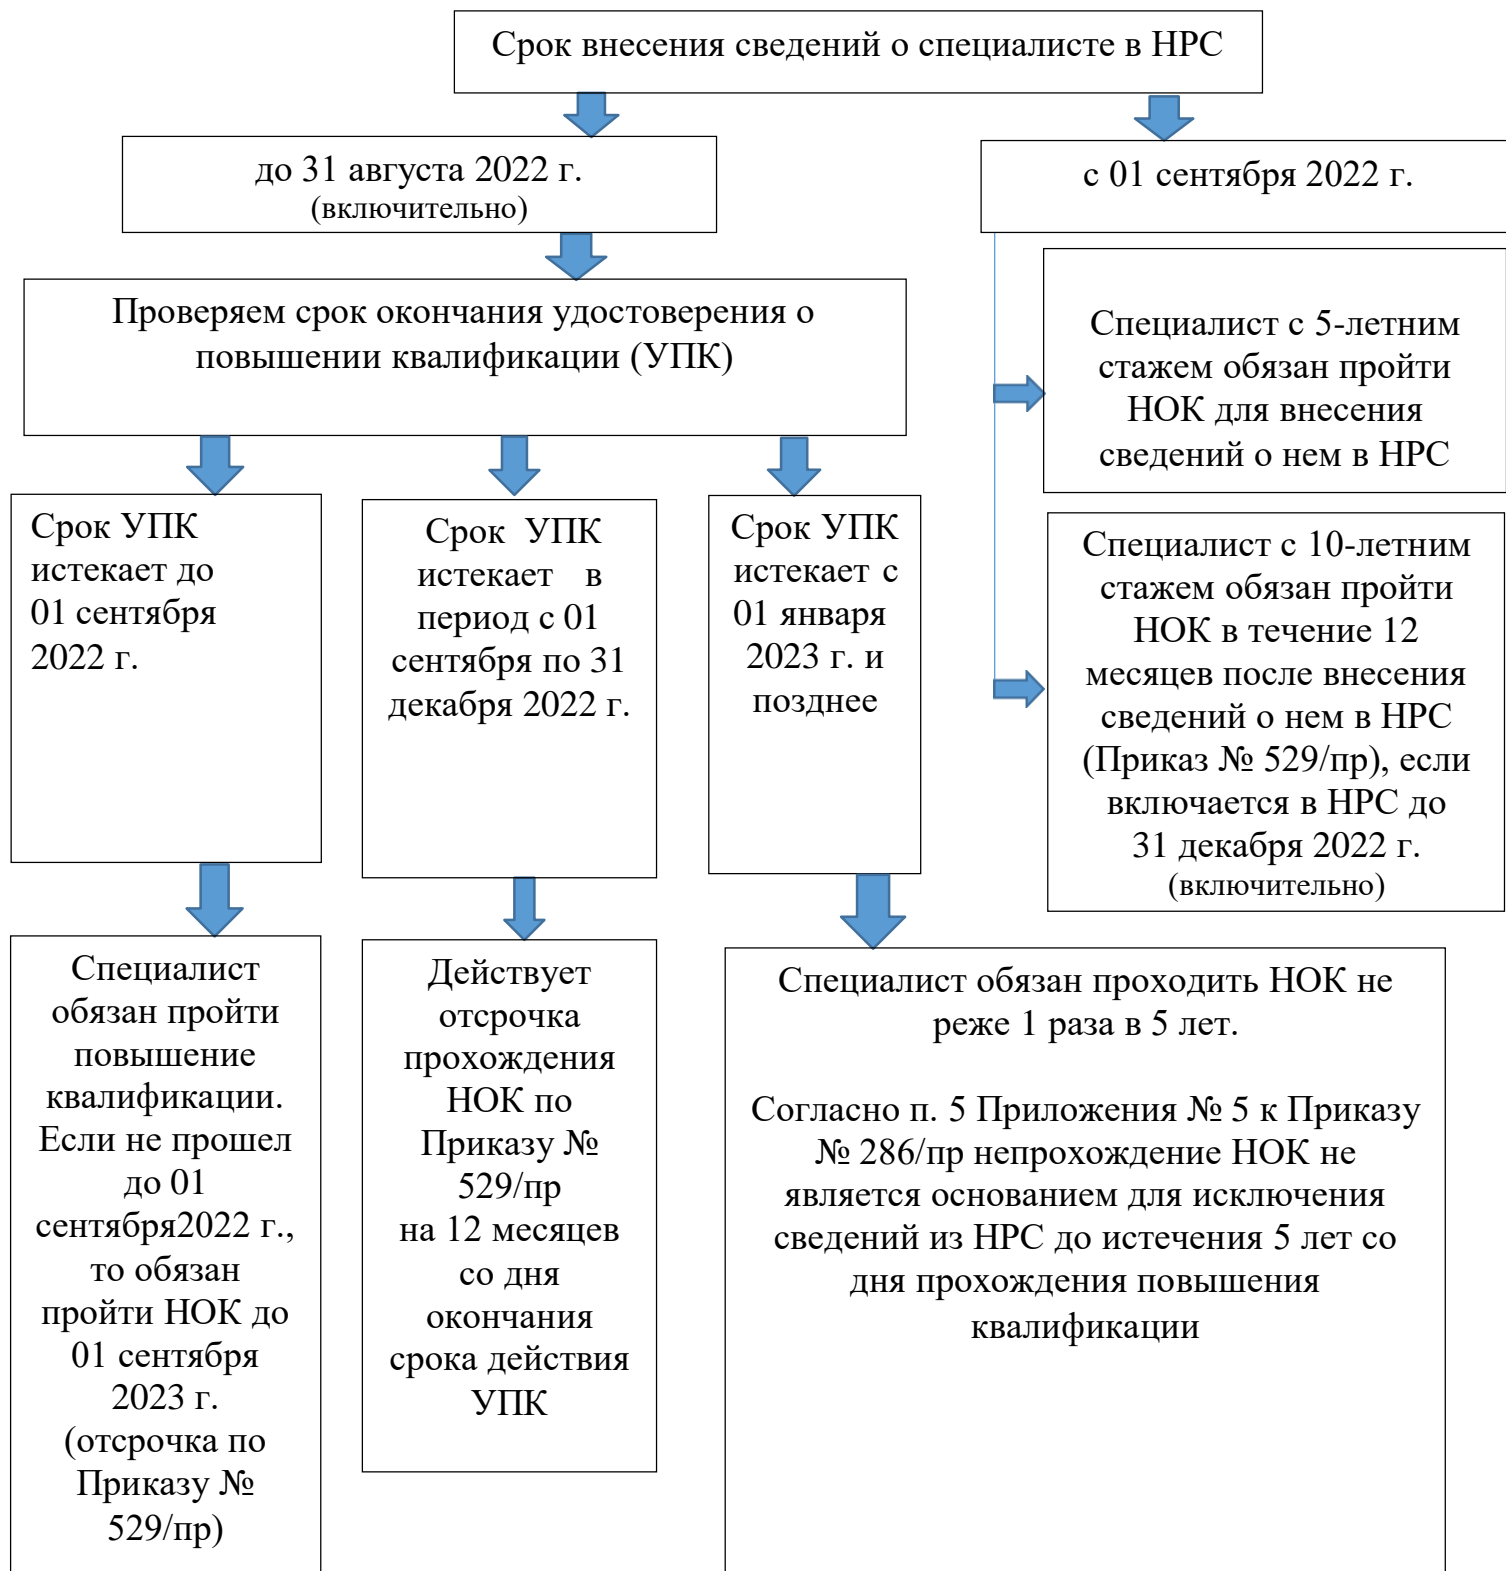 Срок внесения сведений о специалисте в НРС
до 31 августа 2022 г.
(включительно)
с 01 сентября 2022 г.
Проверяем срок окончания удостоверения о
повышении квалификации (УПК)
Специалист с 5-летним
стажем обязан пройти
НОК для внесения
сведений о нем в НРС
Срок УПК
истекает до
01 сентября
2022 г.
Срок УПК
истекает в
период с 01
сентября по 31
декабря 2022 г.
Срок УПК
истекает с
01 января
2023 г. и
позднее
Специалист с 10-летним
стажем обязан пройти
НОК в течение 12
месяцев после внесения
сведений о нем в НРС
(Приказ № 529/пр), если
включается в НРС до
31 декабря 2022 г.
(включительно)
Специалист
обязан пройти
повышение
квалификации.
Если не прошел
до 01
сентября2022 г.,
то обязан
пройти НОК до
01 сентября
2023 г.
(отсрочка по
Приказу №
529/пр)
Действует
отсрочка
прохождения
НОК по
Приказу №
529/пр
на 12 месяцев
со дня
окончания
срока действия
УПК
Специалист обязан проходить НОК не
реже 1 раза в 5 лет.
Согласно п. 5 Приложения № 5 к Приказу
№ 286/пр непрохождение НОК не
является основанием для исключения
сведений из НРС до истечения 5 лет со
дня прохождения повышения
квалификации